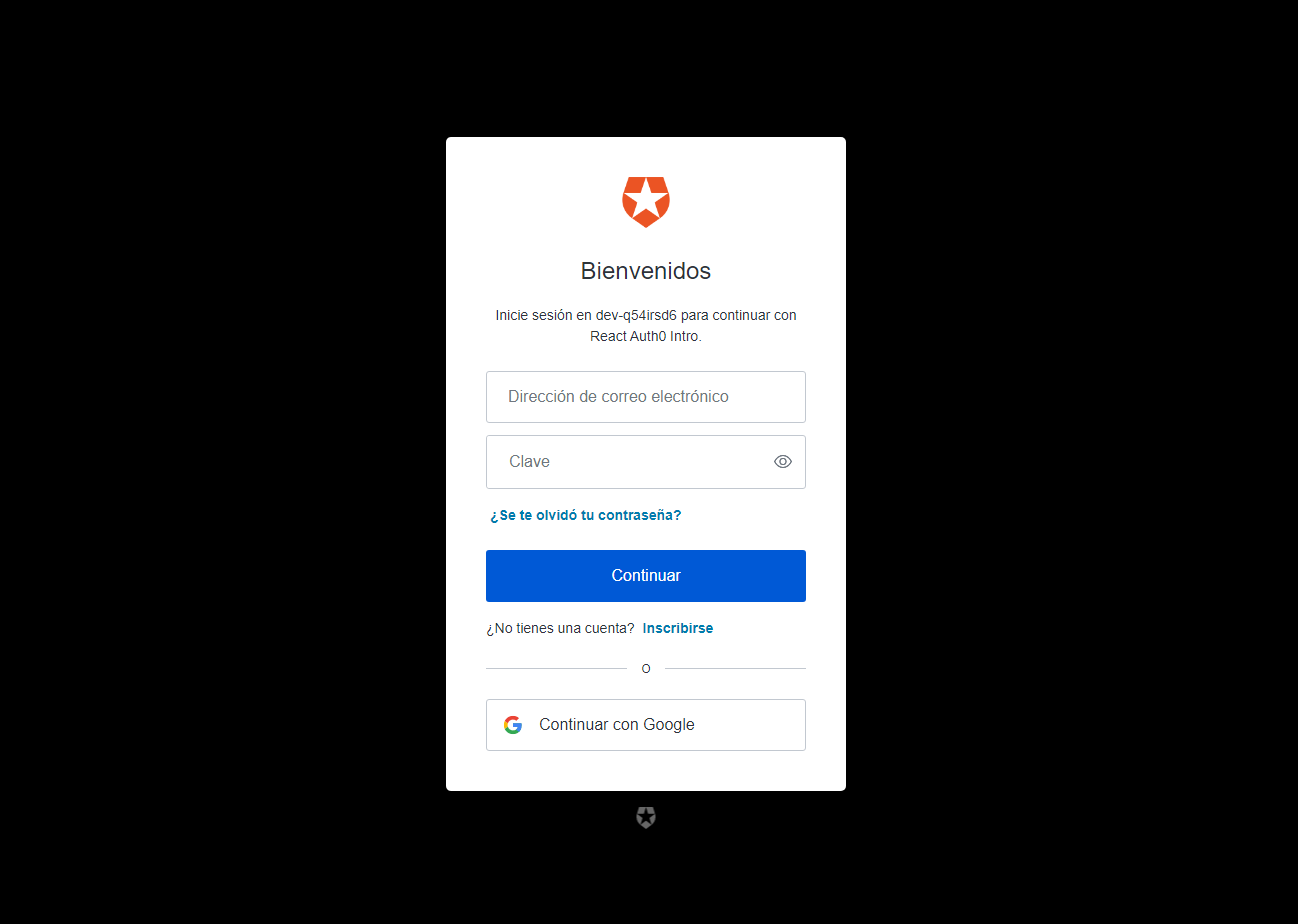 Bienvenidos
Inicie sesión en dev-q54irsd6 para continuar con
React Auth0 Intro.
Dirección de correo electrónico
Clave
¿Se te olvidó tu contraseña?
Continuar
¿No tienes una cuenta? Inscribirse
O
Continuar con Google